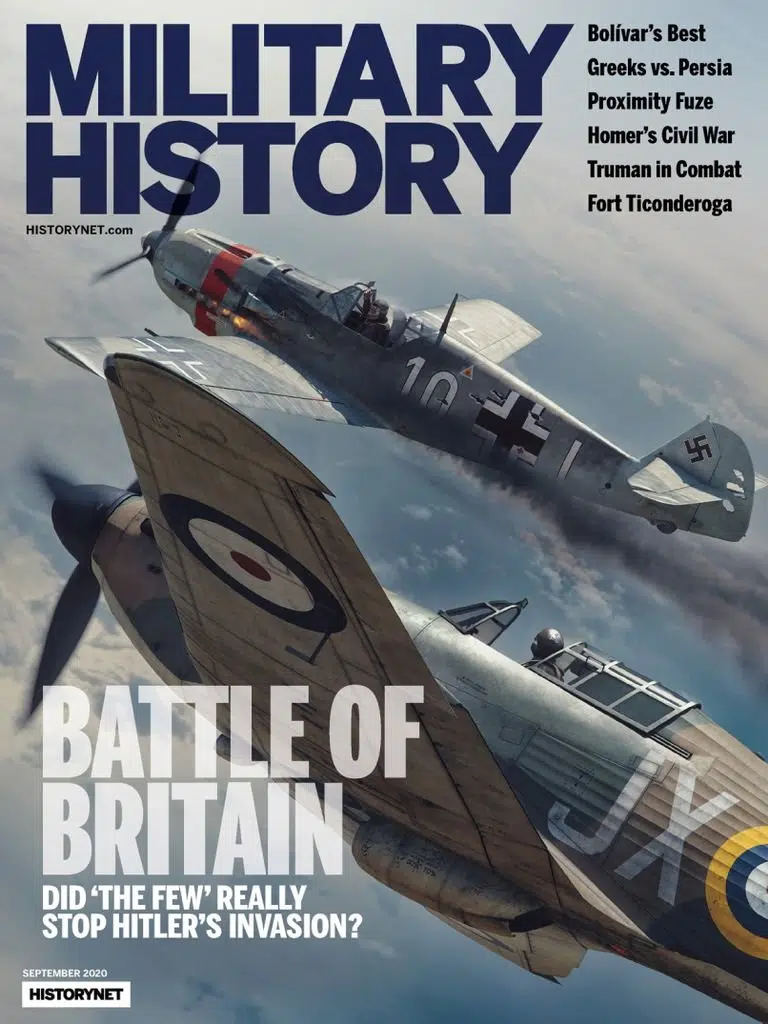 MILITARY
HISTORY
HISTORYNET.com
Bolívar's Best
Greeks vs. Persia
Proximity Fuze
Homer's Civil War
Truman in Combat
Fort Ticonderoga
10
JX
BATTLE OF
BRITAIN
DID 'THE FEW' REALLY
STOP HITLER'S INVASION?
SEPTEMBER 2020
HISTORYNET